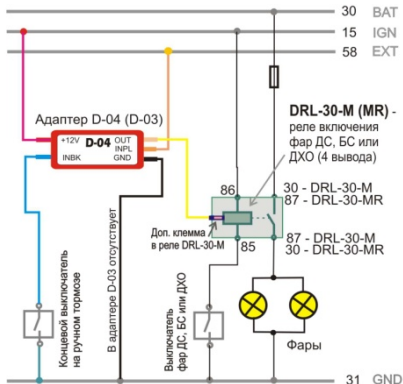 30 BAT
15 IGN
58 EXT
Адаптер D-04 (D-03)
+12V D-04 OUT
INPL
INBK GND
DRL-30-M (MR) -
реле включения
фар ДС, БС или
ДХО (4 вывода)
86
30 - DRL-30-M
87 - DRL-30-MR
Доп. клемма
в реле DRL-30-M
85
87 - DRL-30-M
30 - DRL-30-MR
В адаптере D-03 отсутствует
Концевой выключатель
на ручном тормозе
Выключатель
фар ДС, БС или ДХО
Фары
31 GND